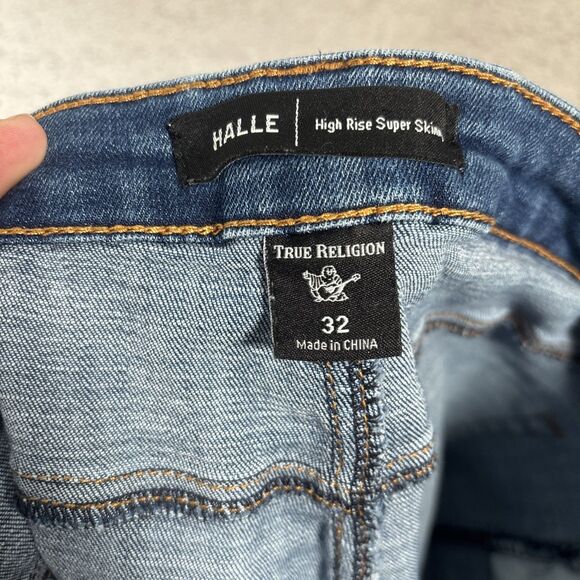 HALLE
High Rise Super
TRUE RELIGION
32
Made in CHINA